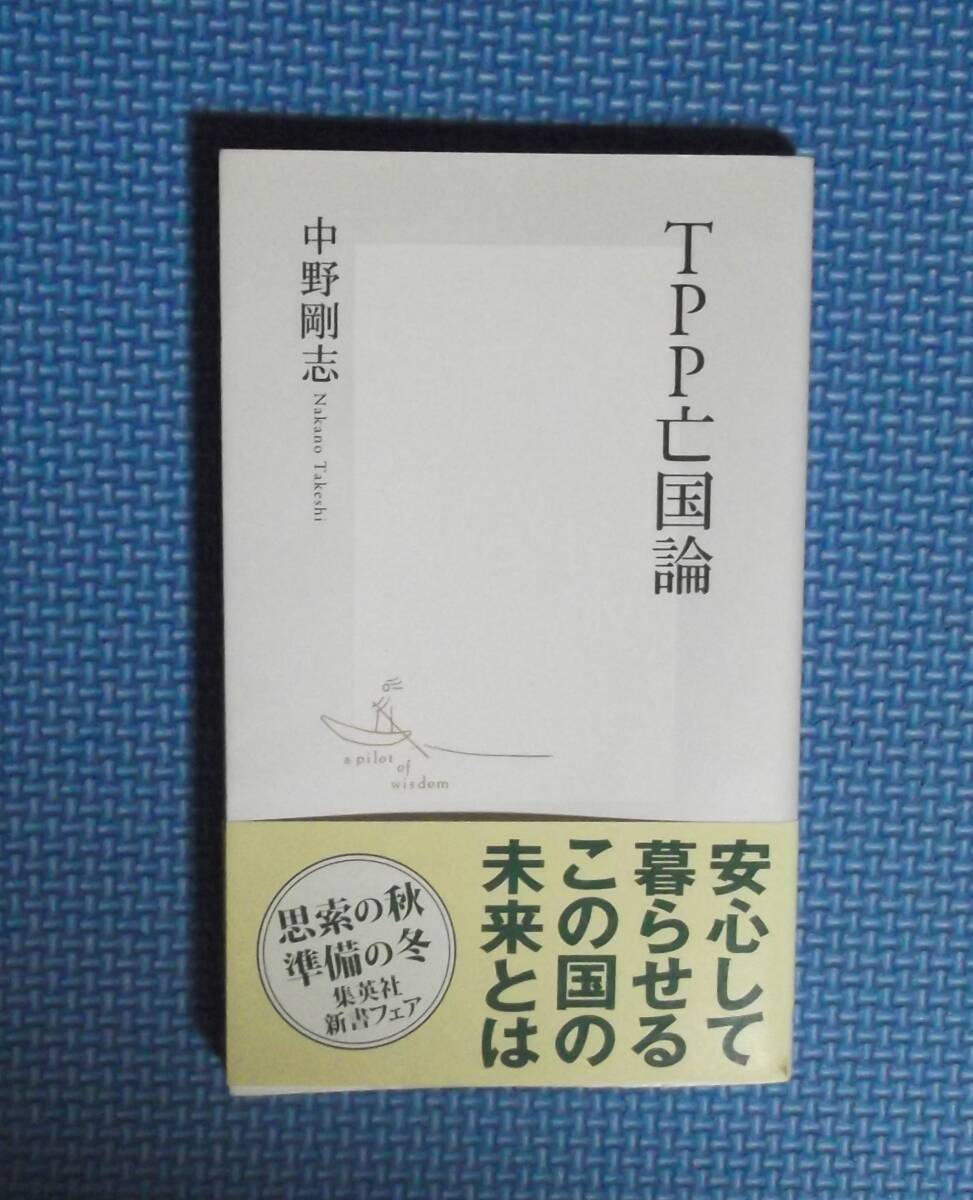 TPP亡国論
中野剛志
Nakano Takeshi
a pilot
of
wisdom
安心して
暮らせる
この国の
未来とは
思索の秋
準備の冬
集英社
新書フェア